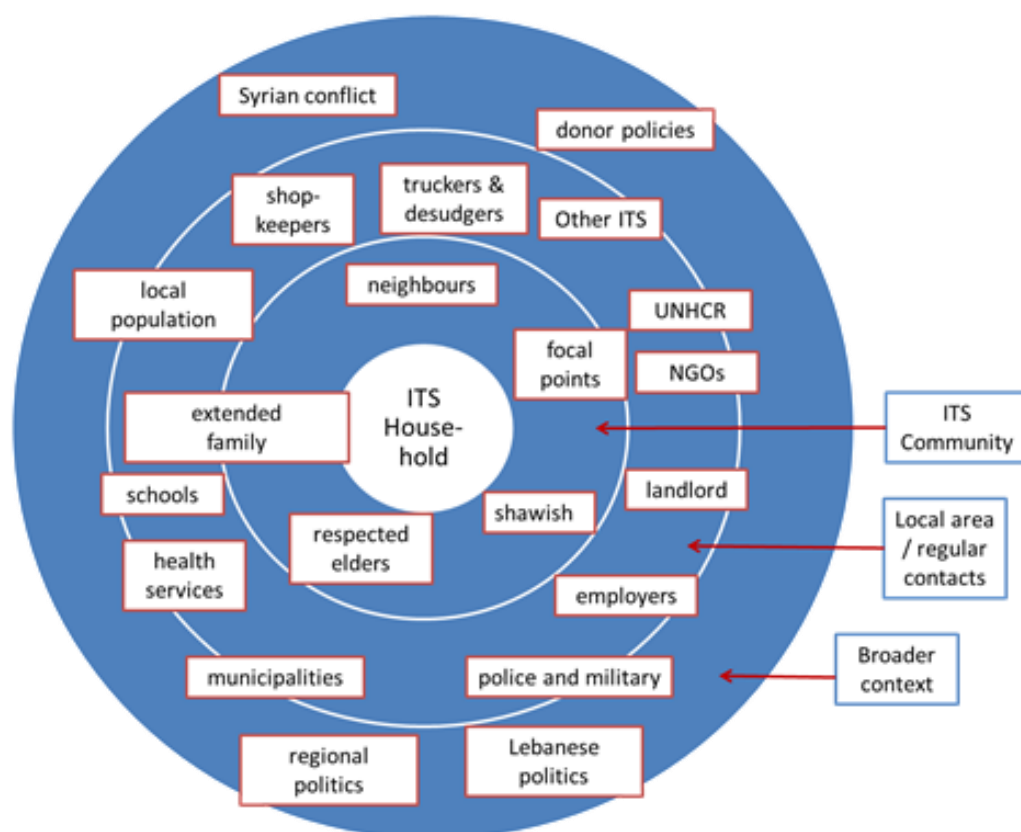 Syrian conflict
donor policies
truckers &
desudgers
shop-
keepers
Other ITS
neighbours
local
population
UNHCR
focal
points
NGOs
ITS
House-
hold
extended
family
ITS
Community
schools
landlord
shawish
respected
elders
Local area
/ regular
contacts
health
services
employers
municipalities
police and military
Broader
context
regional
politics
Lebanese
politics